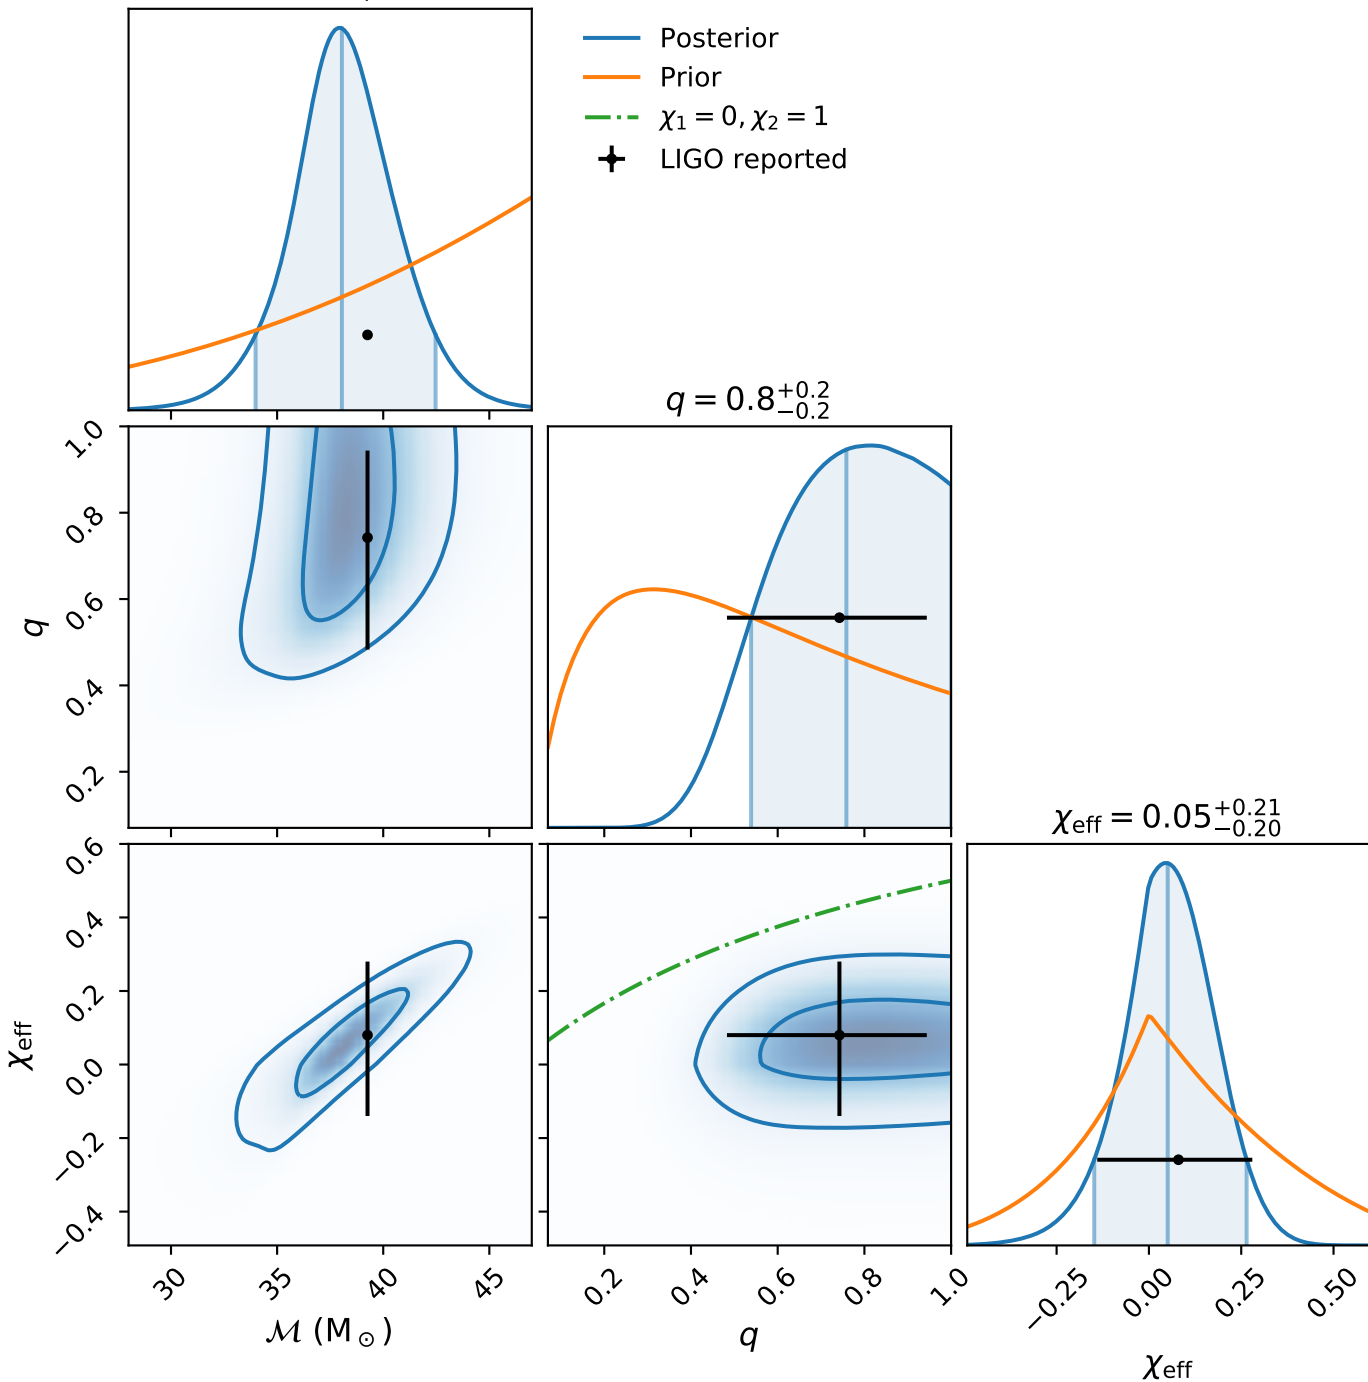 Posterior
Prior
χ₁ = 0, χ₂ = 1
LIGO reported
q = 0.8^{+0.2}_{-0.2}
1.0
0.8
0.6
0.4
0.2
q
χ_eff = 0.05^{+0.21}_{-0.20}
0.6
0.4
0.2
0.0
−0.2
−0.4
χ_eff
30
35
40
45
ℳ (M_⊙)
0.2
0.4
0.6
0.8
1.0
q
−0.25
0.00
0.25
0.50
χ_eff